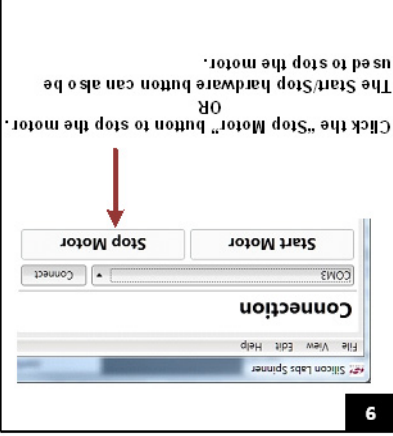 9
Silicon Labs Spinner
File View Edit Help
Connection
COM3 Connect
Start Motor Stop Motor
Click the "Stop Motor" button to stop the motor.
OR
The Start/Stop hardware button can also be
used to stop the motor.